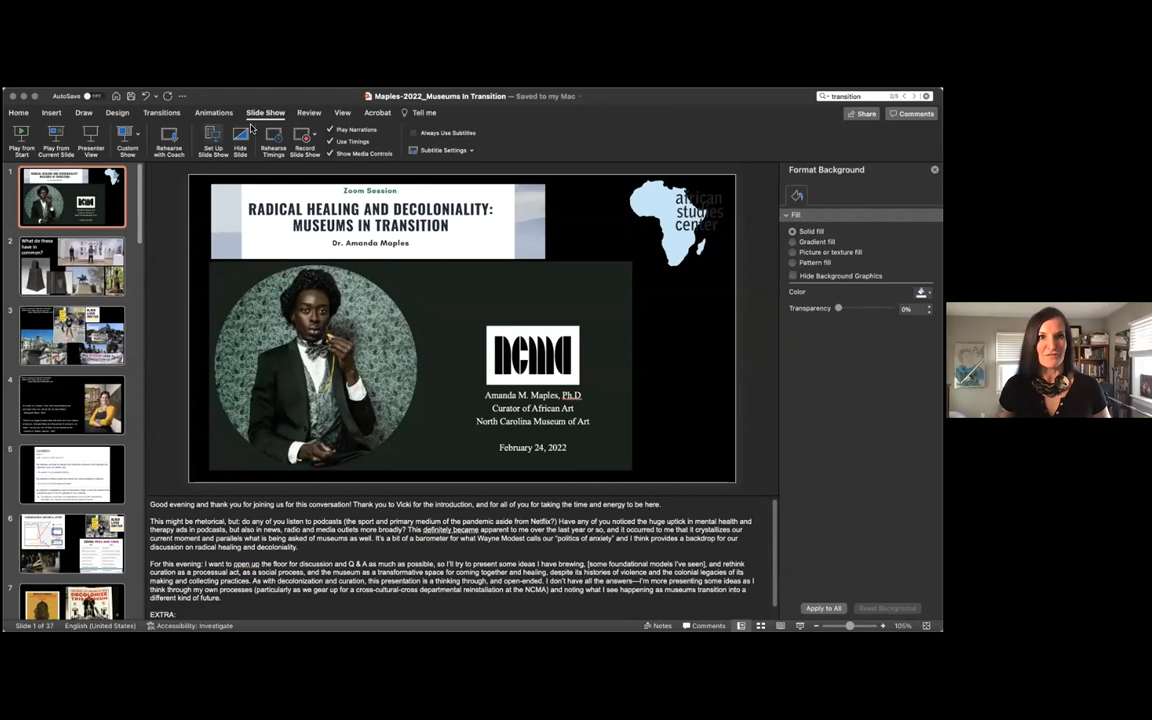 AutoSave OFF
Maples-2022_Museums In Transition — Saved to my Mac
transition 2/3
Home Insert Draw Design Transitions Animations Slide Show Review View Acrobat Tell me
Share Comments
Play from Start
Play from Current Slide
Presenter View
Custom Show
Rehearse with Coach
Set Up Slide Show
Hide Slide
Rehearse Timings
Record Slide Show
Play Narrations
Use Timings
Show Media Controls
Always Use Subtitles
Subtitle Settings
1
2
What do these have in common?
3
4
5
6
7
Zoom Session
RADICAL HEALING AND DECOLONIALITY:
MUSEUMS IN TRANSITION
Dr. Amanda Maples
african
studies
center
ncma
Amanda M. Maples, Ph.D
Curator of African Art
North Carolina Museum of Art
February 24, 2022
Format Background
Fill
Solid fill
Gradient fill
Picture or texture fill
Pattern fill
Hide Background Graphics
Color
Transparency 0%
Apply to All Reset Background
Good evening and thank you for joining us for this conversation! Thank you to Vicki for the introduction, and for all of you for taking the time and energy to be here.
This might be rhetorical, but: do any of you listen to podcasts (the sport and primary medium of the pandemic aside from Netflix?) Have any of you noticed the huge uptick in mental health and
therapy ads in podcasts, but also in news, radio and media outlets more broadly? This definitely became apparent to me over the last year or so, and it occurred to me that it crystallizes our
current moment and parallels what is being asked of museums as well. It's a bit of a barometer for what Wayne Modest calls our "politics of anxiety" and I think provides a backdrop for our
discussion on radical healing and decoloniality.
For this evening: I want to open up the floor for discussion and Q & A as much as possible, so I'll try to present some ideas I have brewing, [some foundational models I've seen], and rethink
curation as a processual act, as a social process, and the museum as a transformative space for coming together and healing, despite its histories of violence and the colonial legacies of its
making and collecting practices. As with decolonization and curation, this presentation is a thinking through, and open-ended. I don't have all the answers—I'm more presenting some ideas as I
think through my own processes (particularly as we gear up for a cross-cultural-cross departmental reinstallation at the NCMA) and noting what I see happening as museums transition into a
different kind of future.
EXTRA:
Slide 1 of 37 English (United States) Accessibility: Investigate Notes Comments 105%